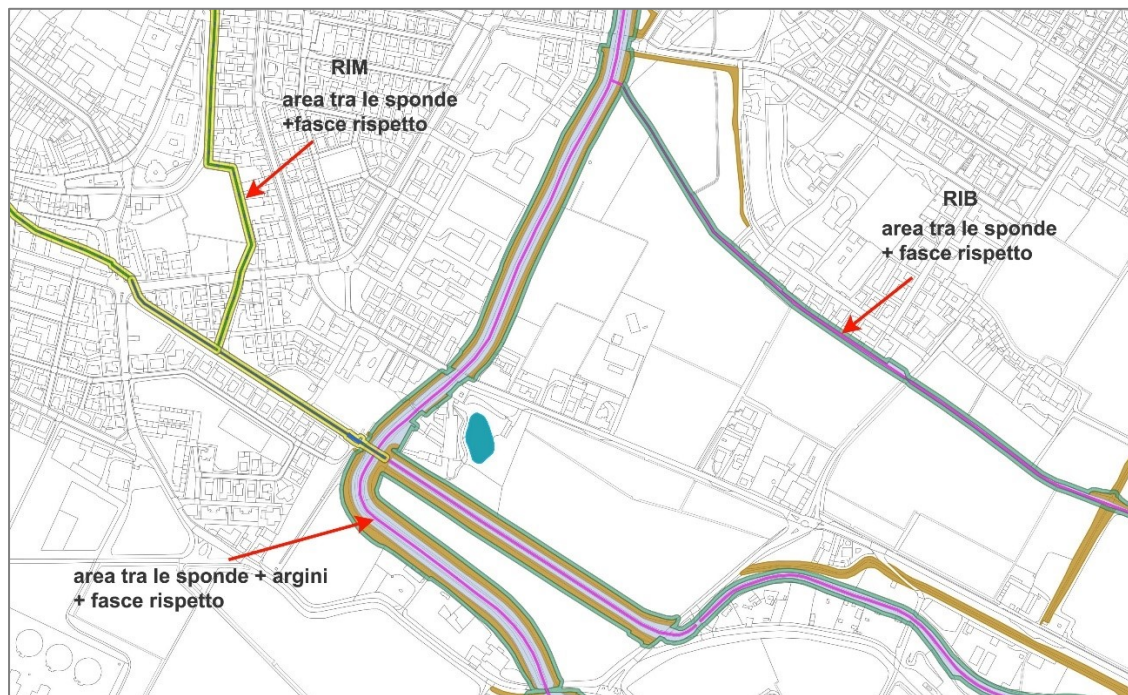 RIM
area tra le sponde
+fasce rispetto
RIB
area tra le sponde
+ fasce rispetto
area tra le sponde + argini
+ fasce rispetto